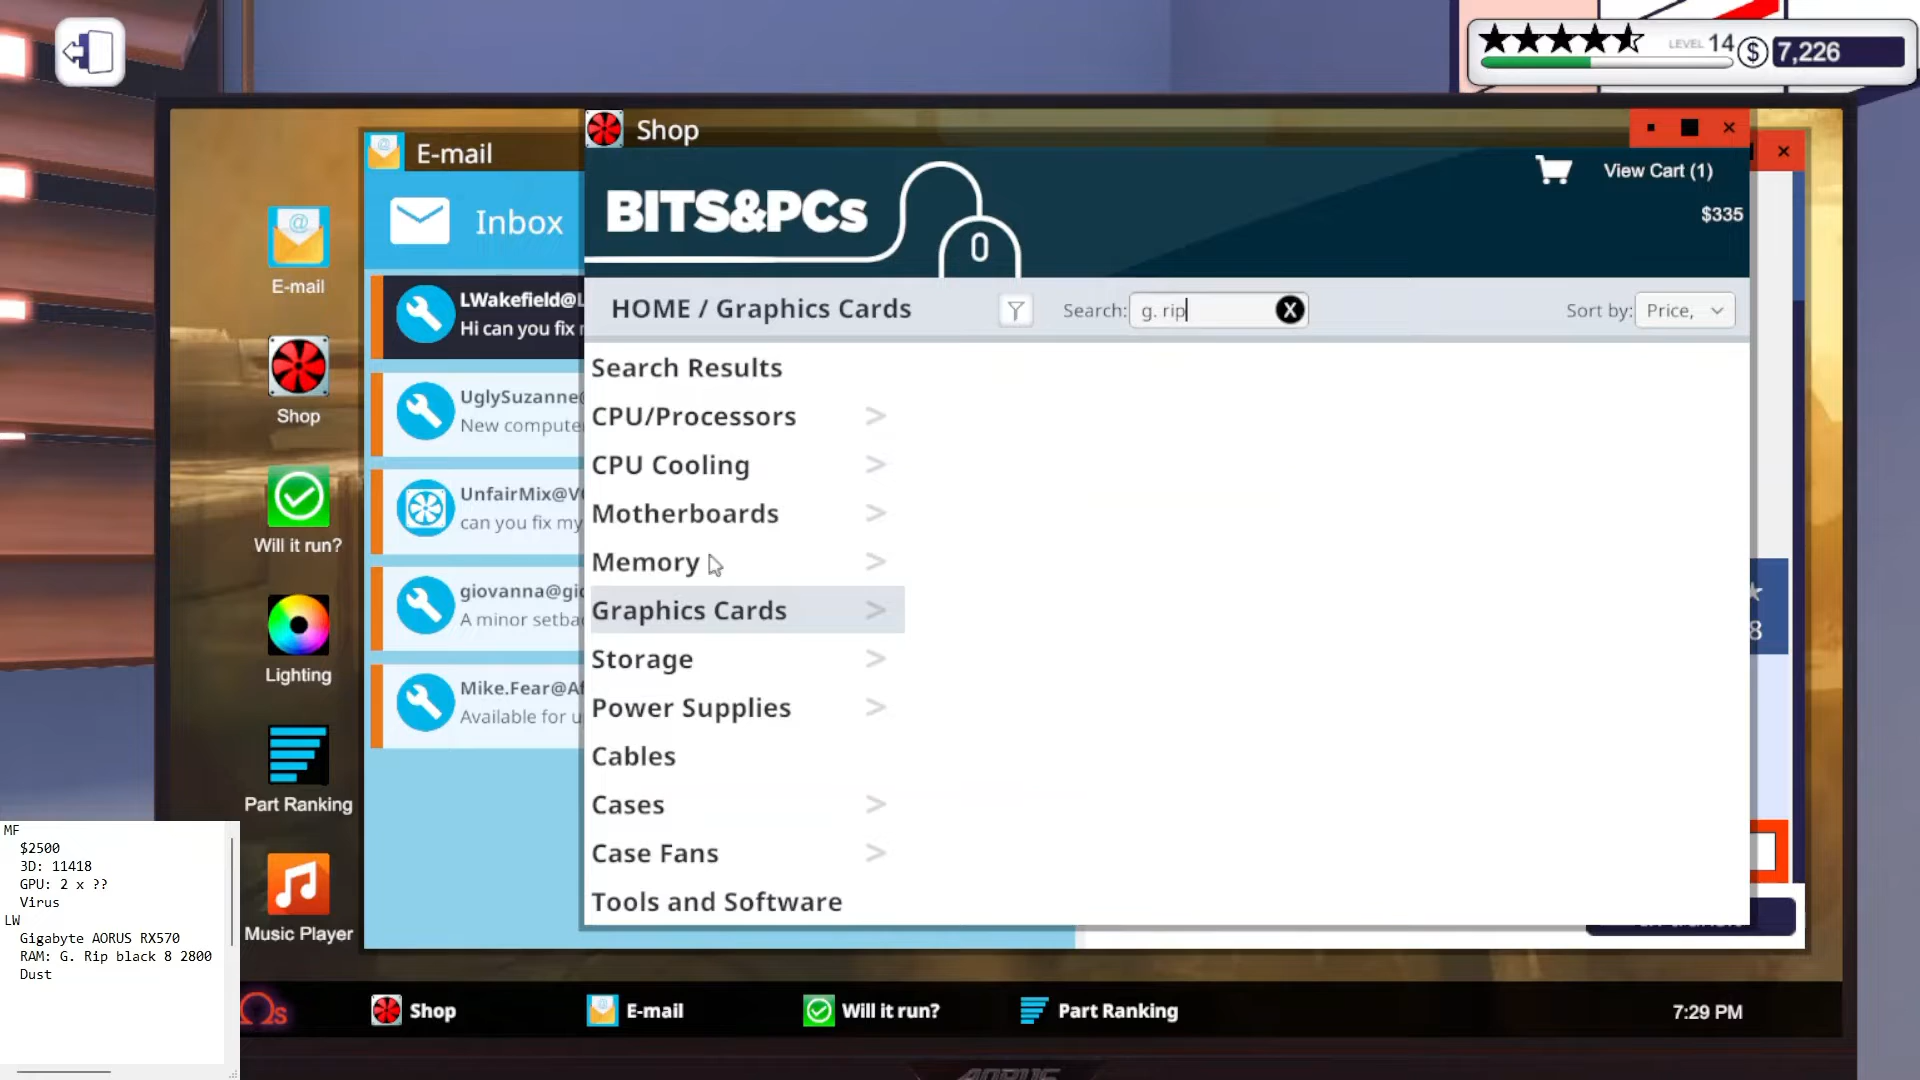 LEVEL 14
$ 7,226
Shop
E-mail
View Cart (1)
BITS&PCs
$335
Inbox
E-mail
HOME / Graphics Cards
Search: g. rip
X
Sort by: Price,
LWakefield@L
Hi can you fix
Search Results
Shop
UglySuzanne@
New compute
CPU/Processors
CPU Cooling
UnfairMix@V
can you fix my
Motherboards
Will it run?
Memory
giovanna@gi
A minor setba
Graphics Cards
8
Lighting
Storage
Mike.Fear@Af
Available for u
Power Supplies
Cables
Part Ranking
Cases
Case Fans
Tools and Software
Music Player
MF
$2500
3D: 11418
GPU: 2 x ??
Virus
LW
Gigabyte AORUS RX570
RAM: G. Rip black 8 2800
Dust
Shop
E-mail
Will it run?
Part Ranking
7:29 PM
AORUS